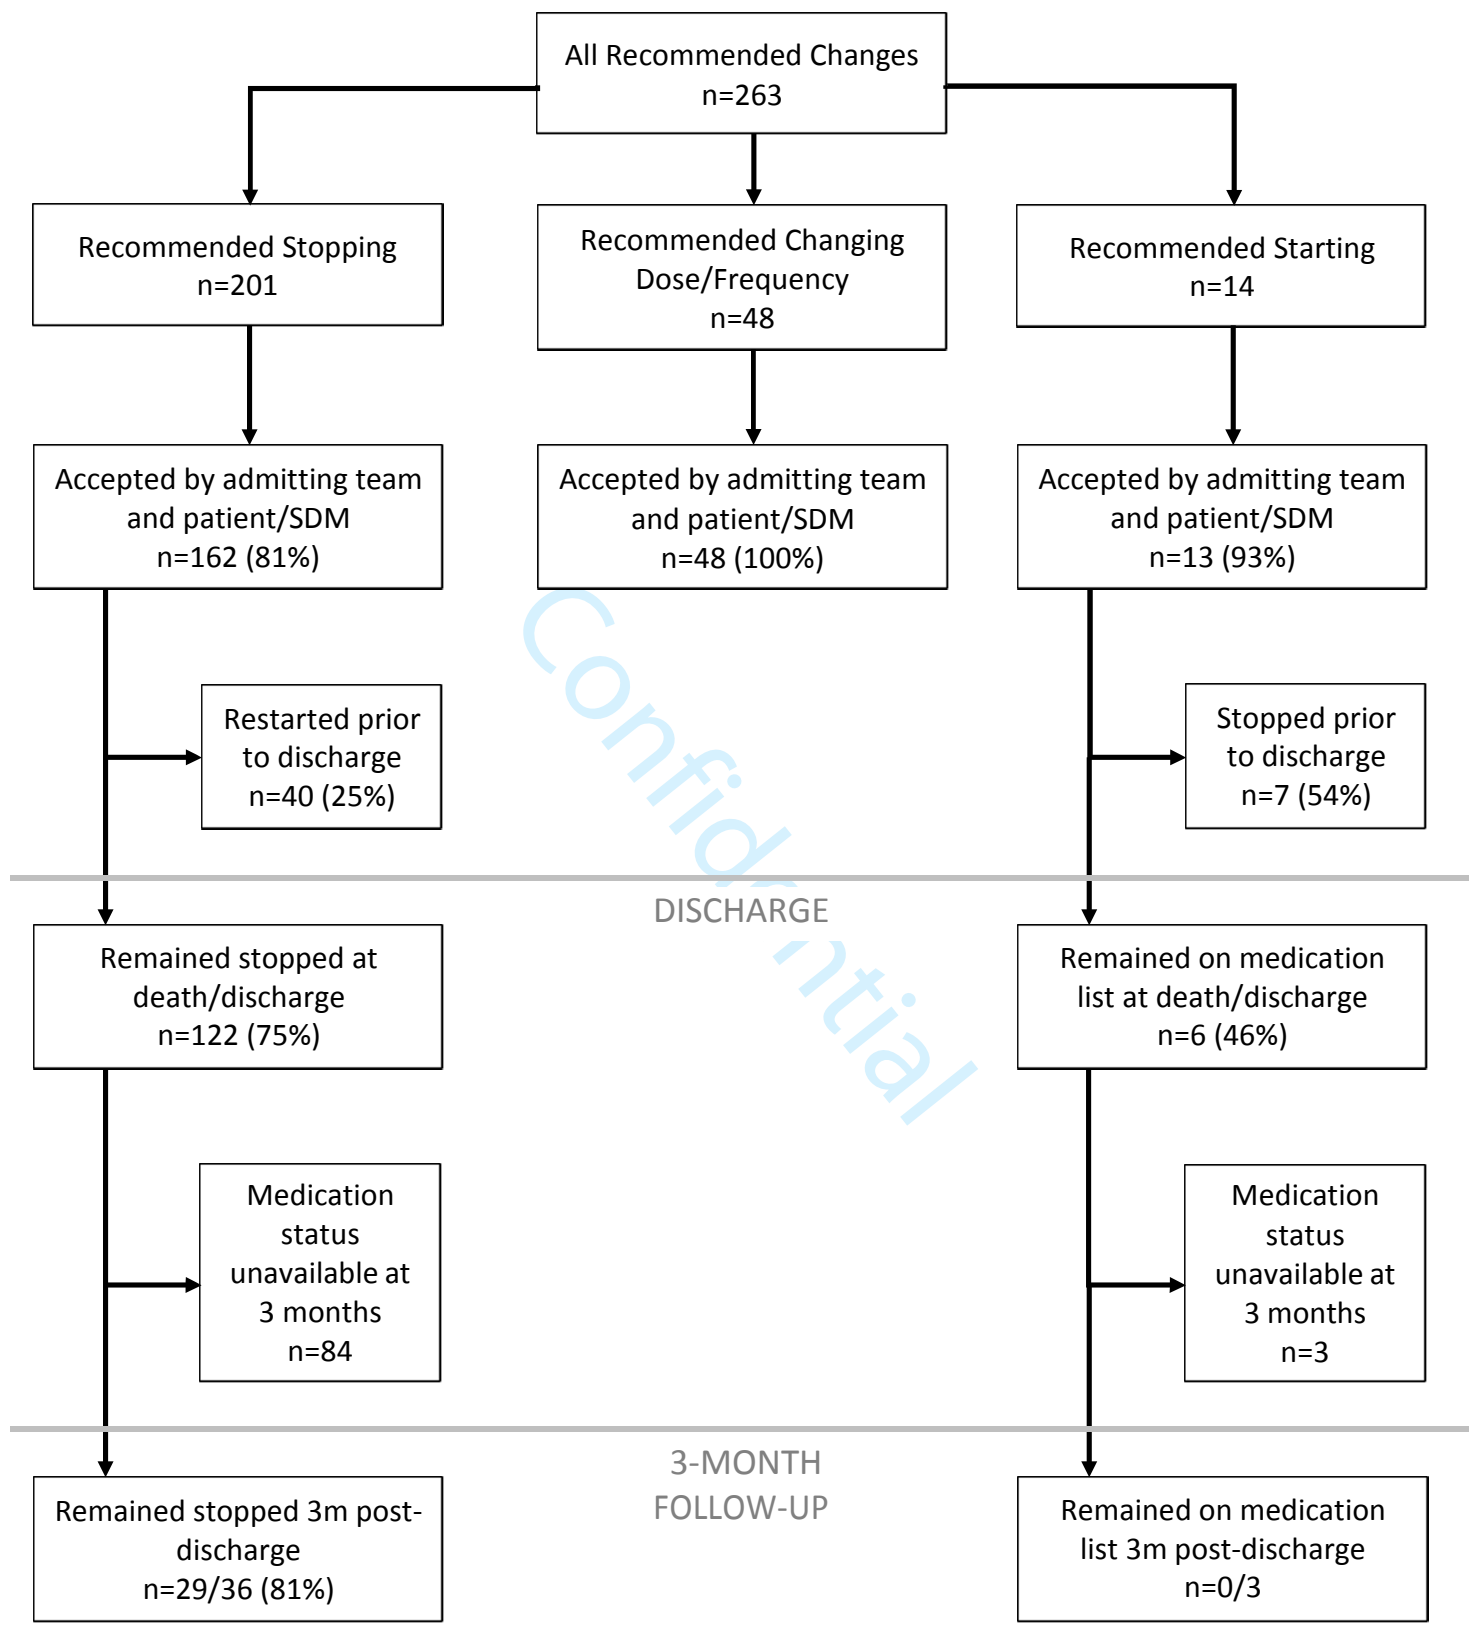 All Recommended Changes
n=263
Recommended Stopping
n=201
Recommended Changing
Dose/Frequency
n=48
Recommended Starting
n=14
Accepted by admitting team
and patient/SDM
n=162 (81%)
Accepted by admitting team
and patient/SDM
n=48 (100%)
Accepted by admitting team
and patient/SDM
n=13 (93%)
Confidential
Restarted prior
to discharge
n=40 (25%)
Stopped prior
to discharge
n=7 (54%)
DISCHARGE
Remained stopped at
death/discharge
n=122 (75%)
Remained on medication
list at death/discharge
n=6 (46%)
Medication
status
unavailable at
3 months
n=84
Medication
status
unavailable at
3 months
n=3
3-MONTH
FOLLOW-UP
Remained stopped 3m post-
discharge
n=29/36 (81%)
Remained on medication
list 3m post-discharge
n=0/3